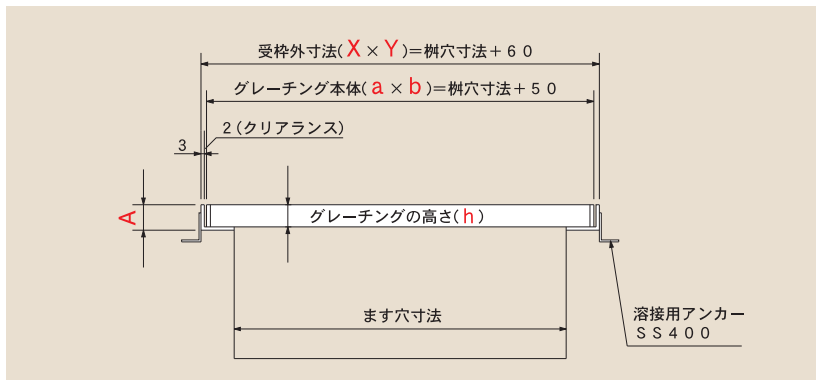 受枠外寸法(X×Y)＝桝穴寸法＋60
グレーチング本体(a×b)＝桝穴寸法＋50
2(クリアランス)
3
A
グレーチングの高さ(h)
ます穴寸法
溶接用アンカー
SS400